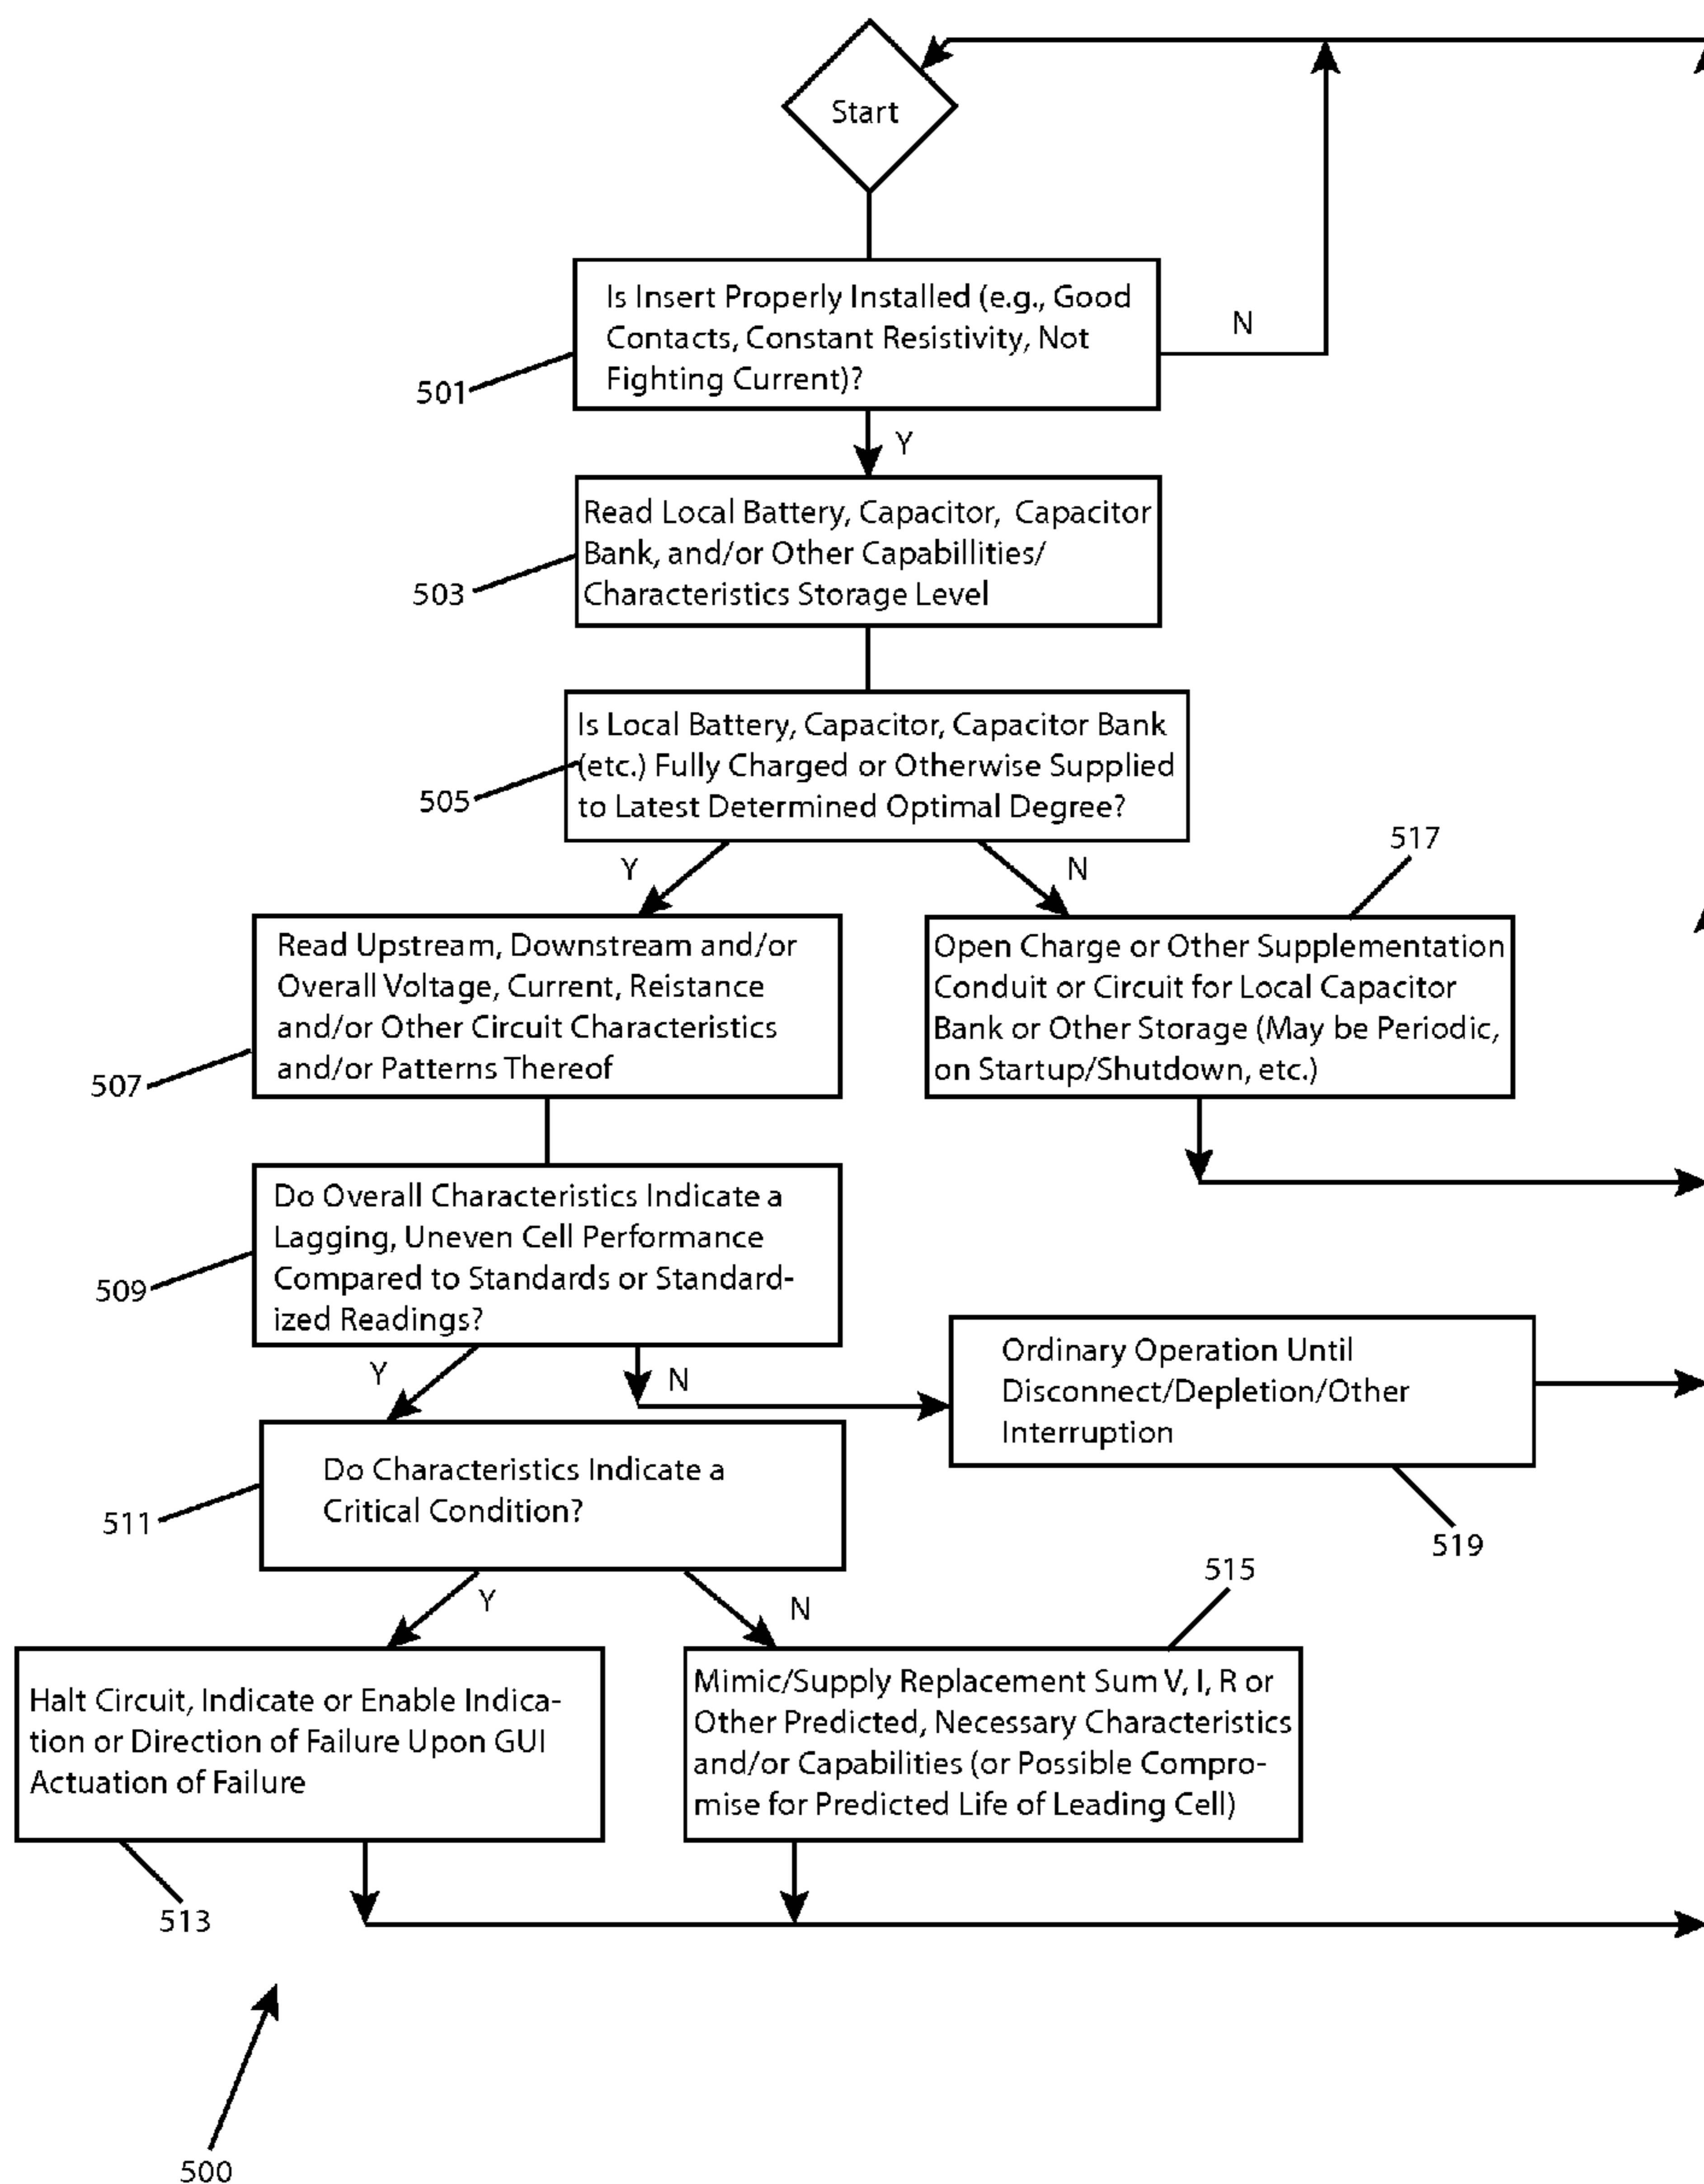 Start
Is Insert Properly Installed (e.g., Good
Contacts, Constant Resistivity, Not
Fighting Current)?
N
501
Y
Read Local Battery, Capacitor, Capacitor
Bank, and/or Other Capabillities/
Characteristics Storage Level
503
Is Local Battery, Capacitor, Capacitor Bank
(etc.) Fully Charged or Otherwise Supplied
to Latest Determined Optimal Degree?
505
517
Y
N
Read Upstream, Downstream and/or
Overall Voltage, Current, Reistance
and/or Other Circuit Characteristics
and/or Patterns Thereof
507
Open Charge or Other Supplementation
Conduit or Circuit for Local Capacitor
Bank or Other Storage (May be Periodic,
on Startup/Shutdown, etc.)
Do Overall Characteristics Indicate a
Lagging, Uneven Cell Performance
Compared to Standards or Standard-
ized Readings?
509
Y
N
Ordinary Operation Until
Disconnect/Depletion/Other
Interruption
519
Do Characteristics Indicate a
Critical Condition?
511
515
Y
N
Halt Circuit, Indicate or Enable Indica-
tion or Direction of Failure Upon GUI
Actuation of Failure
513
Mimic/Supply Replacement Sum V, I, R or
Other Predicted, Necessary Characteristics
and/or Capabilities (or Possible Compro-
mise for Predicted Life of Leading Cell)
500